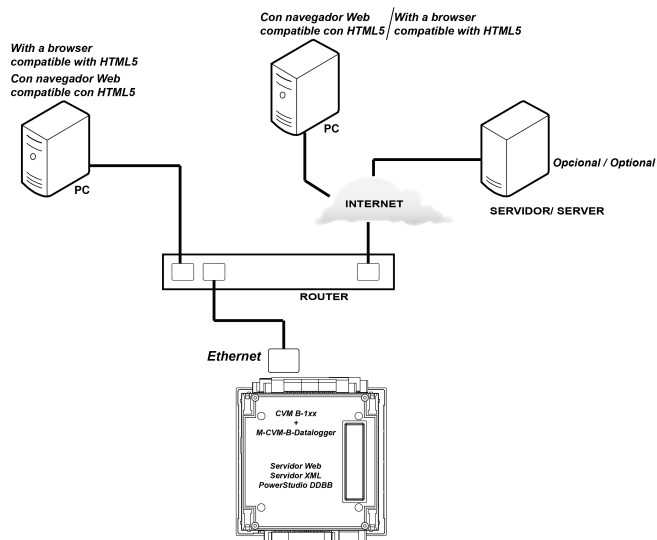 Con navegador Web / With a browser
compatible con HTML5 / compatible with HTML5
With a browser
compatible with HTML5
Con navegador Web
compatible con HTML5
PC
PC
Opcional / Optional
INTERNET
SERVIDOR/ SERVER
ROUTER
Ethernet
CVM B-1xx
+
M-CVM-B-Datalogger
Servidor Web
Servidor XML
PowerStudio DDBB